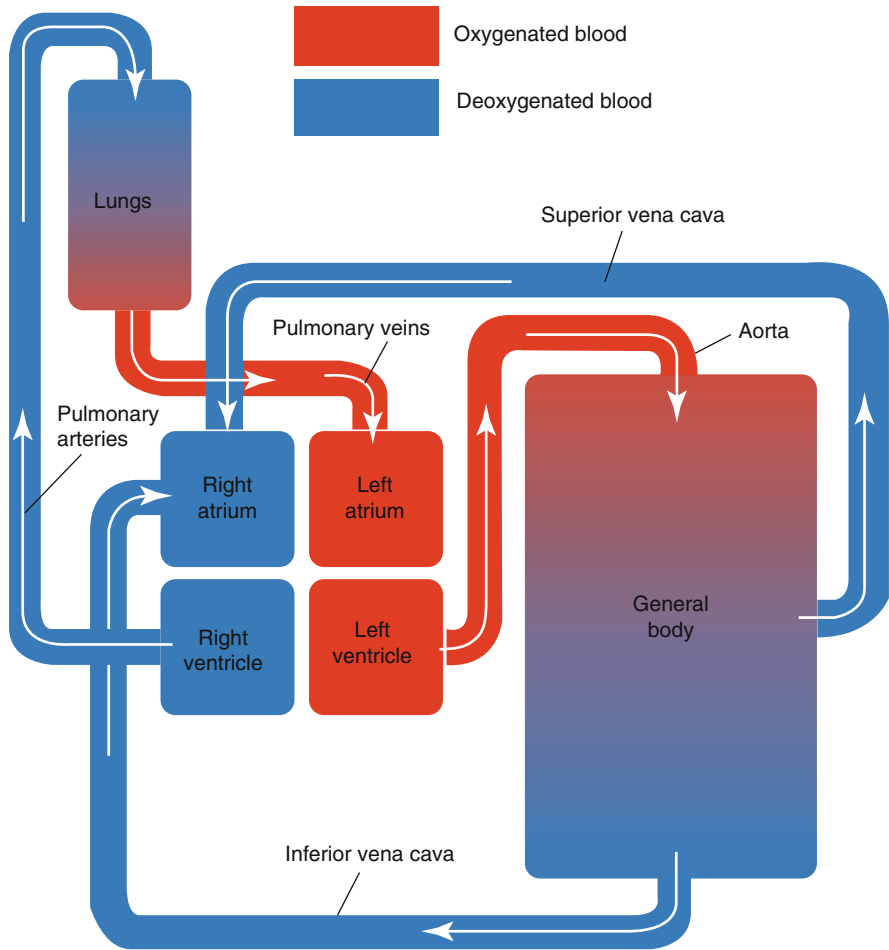 Oxygenated blood
Deoxygenated blood
Lungs
Superior vena cava
Pulmonary veins
Aorta
Pulmonary
arteries
Right
atrium
Left
atrium
General
body
Right
ventricle
Left
ventricle
Inferior vena cava